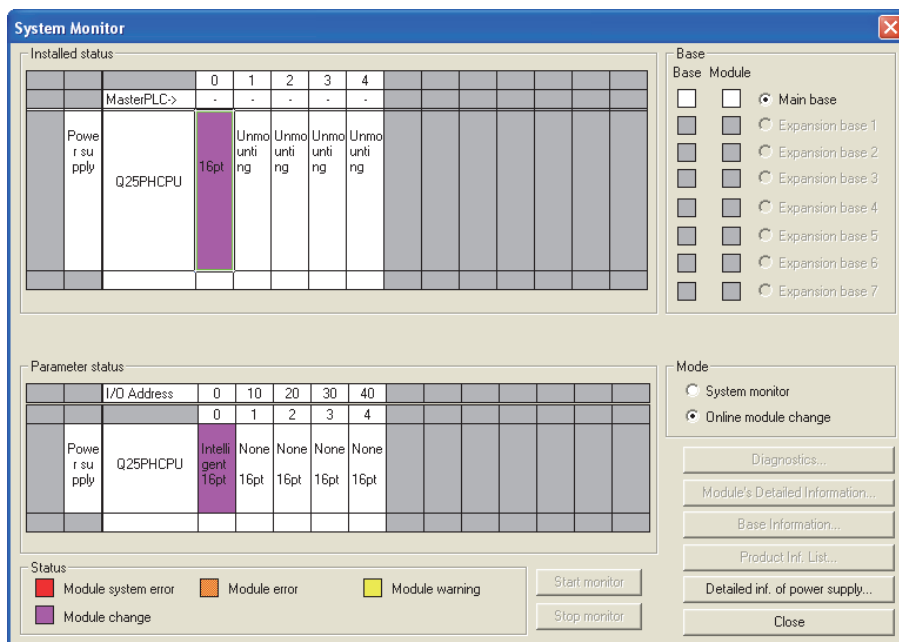 System Monitor
Installed status
0 1 2 3 4
MasterPLC-> - - - - -
Powe
r su
pply
Q25PHCPU
16pt
Unmo
unti
ng
Unmo
unti
ng
Unmo
unti
ng
Unmo
unti
ng
Base
Base Module
Main base
Expansion base 1
Expansion base 2
Expansion base 3
Expansion base 4
Expansion base 5
Expansion base 6
Expansion base 7
Parameter status
I/O Address 0 10 20 30 40
0 1 2 3 4
Powe
r su
pply
Q25PHCPU
Intelli
gent
16pt
None
16pt
None
16pt
None
16pt
None
16pt
Mode
System monitor
Online module change
Diagnostics...
Module's Detailed Information...
Base Information...
Product Inf. List...
Detailed inf. of power supply...
Close
Status
Module system error
Module error
Module warning
Module change
Start monitor
Stop monitor